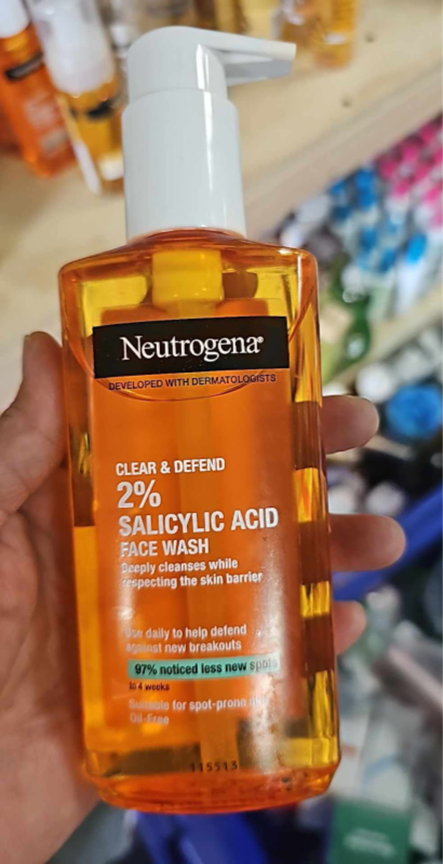 Neutrogena®
DEVELOPED WITH DERMATOLOGISTS
CLEAR & DEFEND
2%
SALICYLIC ACID
FACE WASH
Deeply cleanses while
respecting the skin barrier
Use daily to help defend
against new breakouts
97% noticed less new spots
In 4 weeks
Suitable for spot-prone
Oil-Free
115513